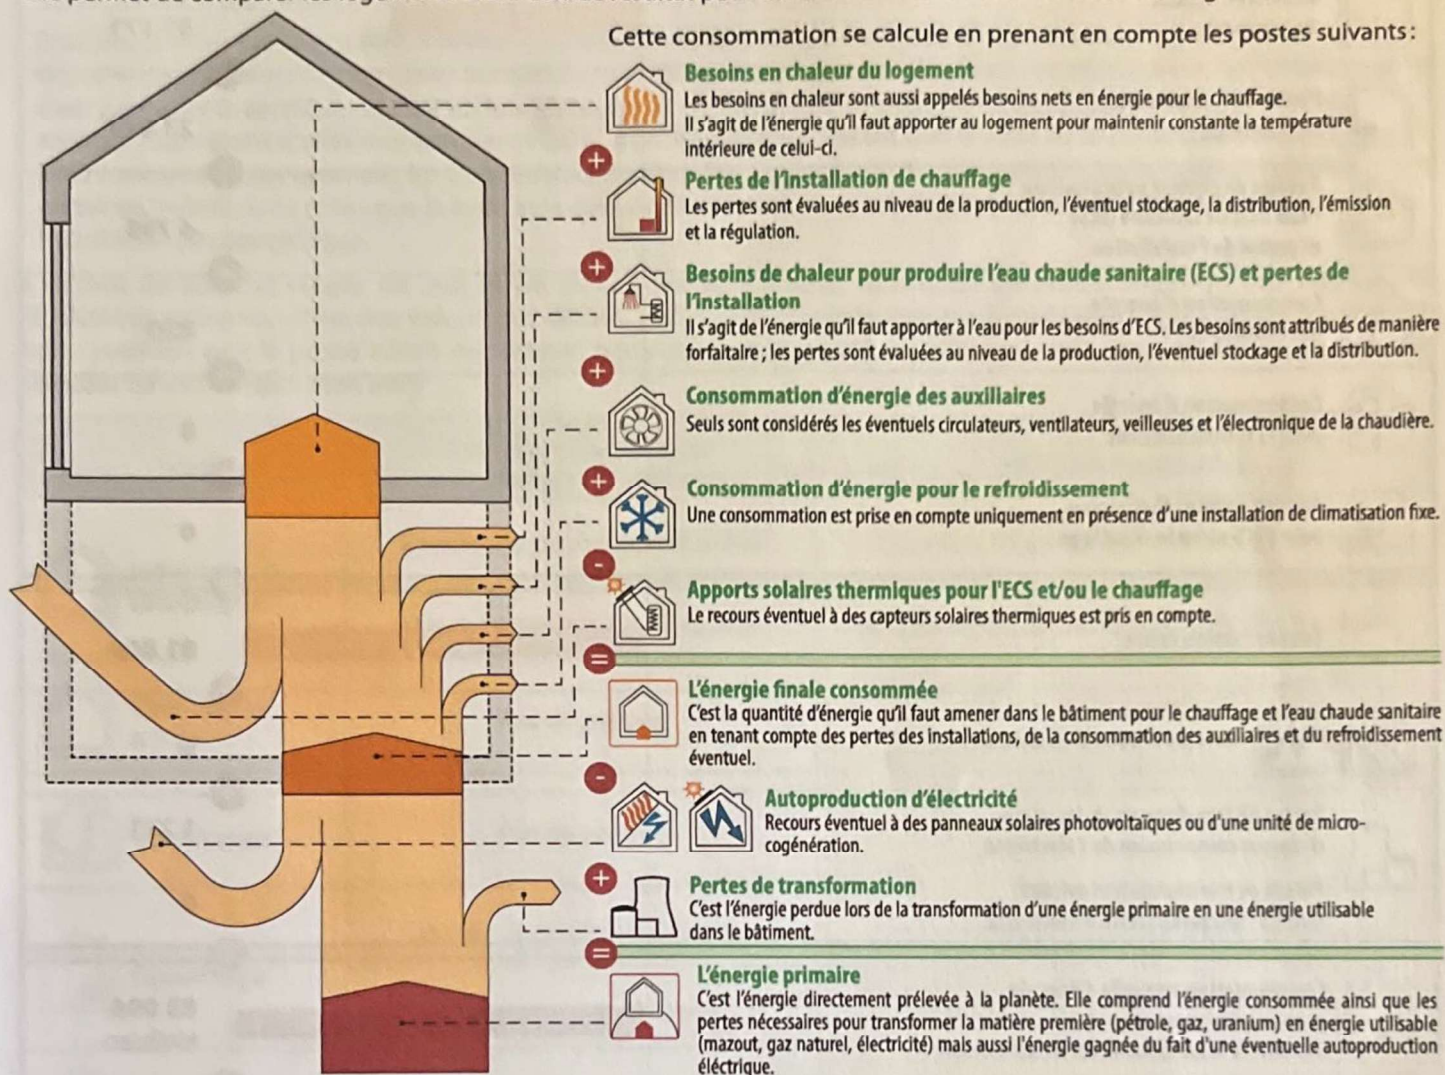 Cette consommation se calcule en prenant en compte les postes suivants :
Besoins en chaleur du logement
Les besoins en chaleur sont aussi appelés besoins nets en énergie pour le chauffage.
Il s'agit de l'énergie qu'il faut apporter au logement pour maintenir constante la température
intérieure de celui-ci.
+
Pertes de l'installation de chauffage
Les pertes sont évaluées au niveau de la production, l'éventuel stockage, la distribution, l'émission
et la régulation.
+
Besoins de chaleur pour produire l'eau chaude sanitaire (ECS) et pertes de
l'installation
Il s'agit de l'énergie qu'il faut apporter à l'eau pour les besoins d'ECS. Les besoins sont attribués de manière
forfaitaire ; les pertes sont évaluées au niveau de la production, l'éventuel stockage et la distribution.
+
Consommation d'énergie des auxiliaires
Seuls sont considérés les éventuels circulateurs, ventilateurs, veilleuses et l'électronique de la chaudière.
+
Consommation d'énergie pour le refroidissement
Une consommation est prise en compte uniquement en présence d'une installation de climatisation fixe.
-
Apports solaires thermiques pour l'ECS et/ou le chauffage
Le recours éventuel à des capteurs solaires thermiques est pris en compte.
=
L'énergie finale consommée
C'est la quantité d'énergie qu'il faut amener dans le bâtiment pour le chauffage et l'eau chaude sanitaire
en tenant compte des pertes des installations, de la consommation des auxiliaires et du refroidissement
éventuel.
-
Autoproduction d'électricité
Recours éventuel à des panneaux solaires photovoltaïques ou d'une unité de micro-
cogénération.
+
Pertes de transformation
C'est l'énergie perdue lors de la transformation d'une énergie primaire en une énergie utilisable
dans le bâtiment.
=
L'énergie primaire
C'est l'énergie directement prélevée à la planète. Elle comprend l'énergie consommée ainsi que les
pertes nécessaires pour transformer la matière première (pétrole, gaz, uranium) en énergie utilisable
(mazout, gaz naturel, électricité) mais aussi l'énergie gagnée du fait d'une éventuelle autoproduction
éléctrique.